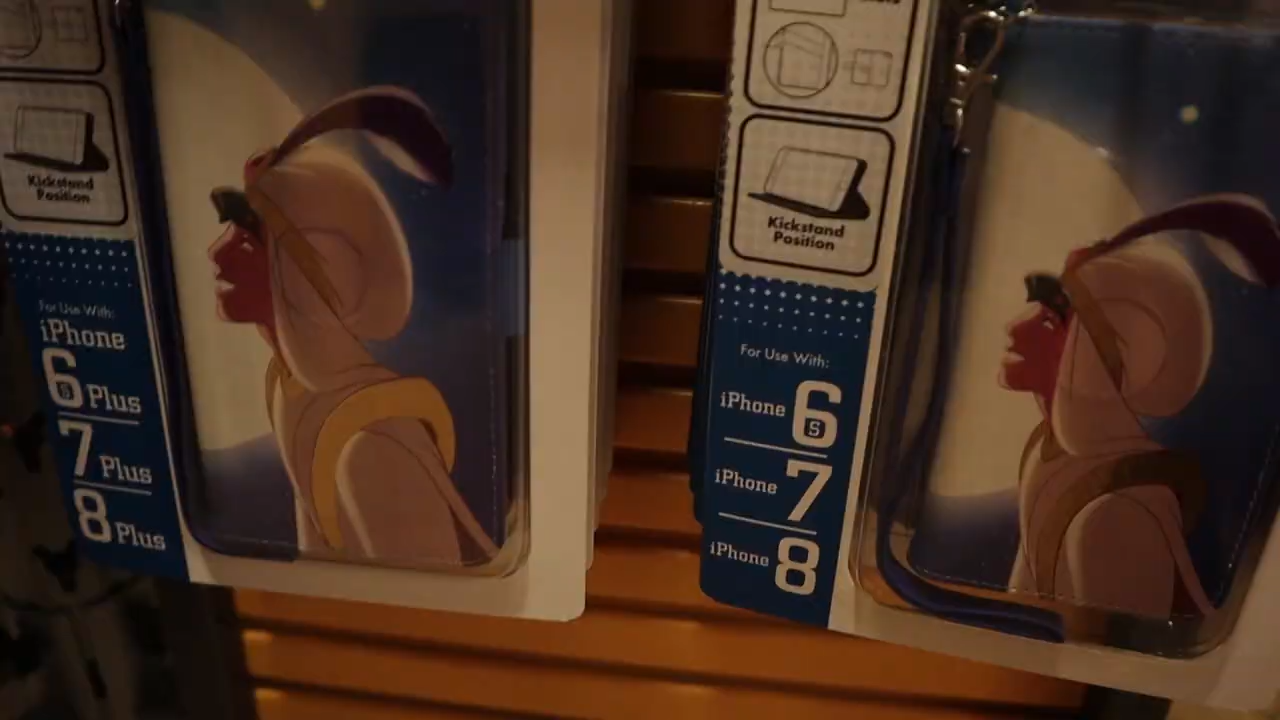 Kickstand
Position
For Use With:
iPhone
6s Plus
7 Plus
8 Plus
Kickstand
Position
For Use With:
iPhone 6s
iPhone 7
iPhone 8